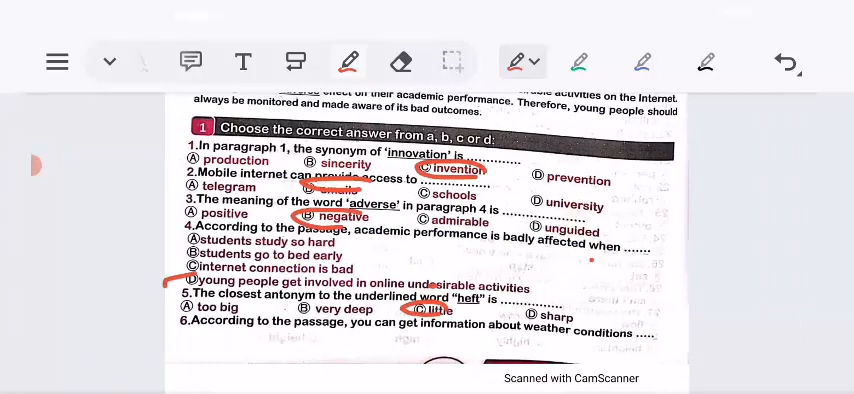 T
effect on their academic performance. Therefore, young people should
activities on the Internet.
always be monitored and made aware of its bad outcomes.
1 Choose the correct answer from a, b, c or d:
1.In paragraph 1, the synonym of ‘innovation’ is ..............
Ⓐ production Ⓑ sincerity Ⓒ invention Ⓓ prevention
2.Mobile internet can provide access to ..................
Ⓐ telegram Ⓑ emails Ⓒ schools Ⓓ university
3.The meaning of the word ‘adverse’ in paragraph 4 is .....................
Ⓐ positive Ⓑ negative Ⓒ admirable Ⓓ unguided
4.According to the passage, academic performance is badly affected when .......
Ⓐstudents study so hard
Ⓑstudents go to bed early
Ⓒinternet connection is bad
Ⓓyoung people get involved in online undesirable activities
5.The closest antonym to the underlined word “heft” is ................
Ⓐ too big Ⓑ very deep Ⓒ little Ⓓ sharp
6.According to the passage, you can get information about weather conditions .....
Scanned with CamScanner